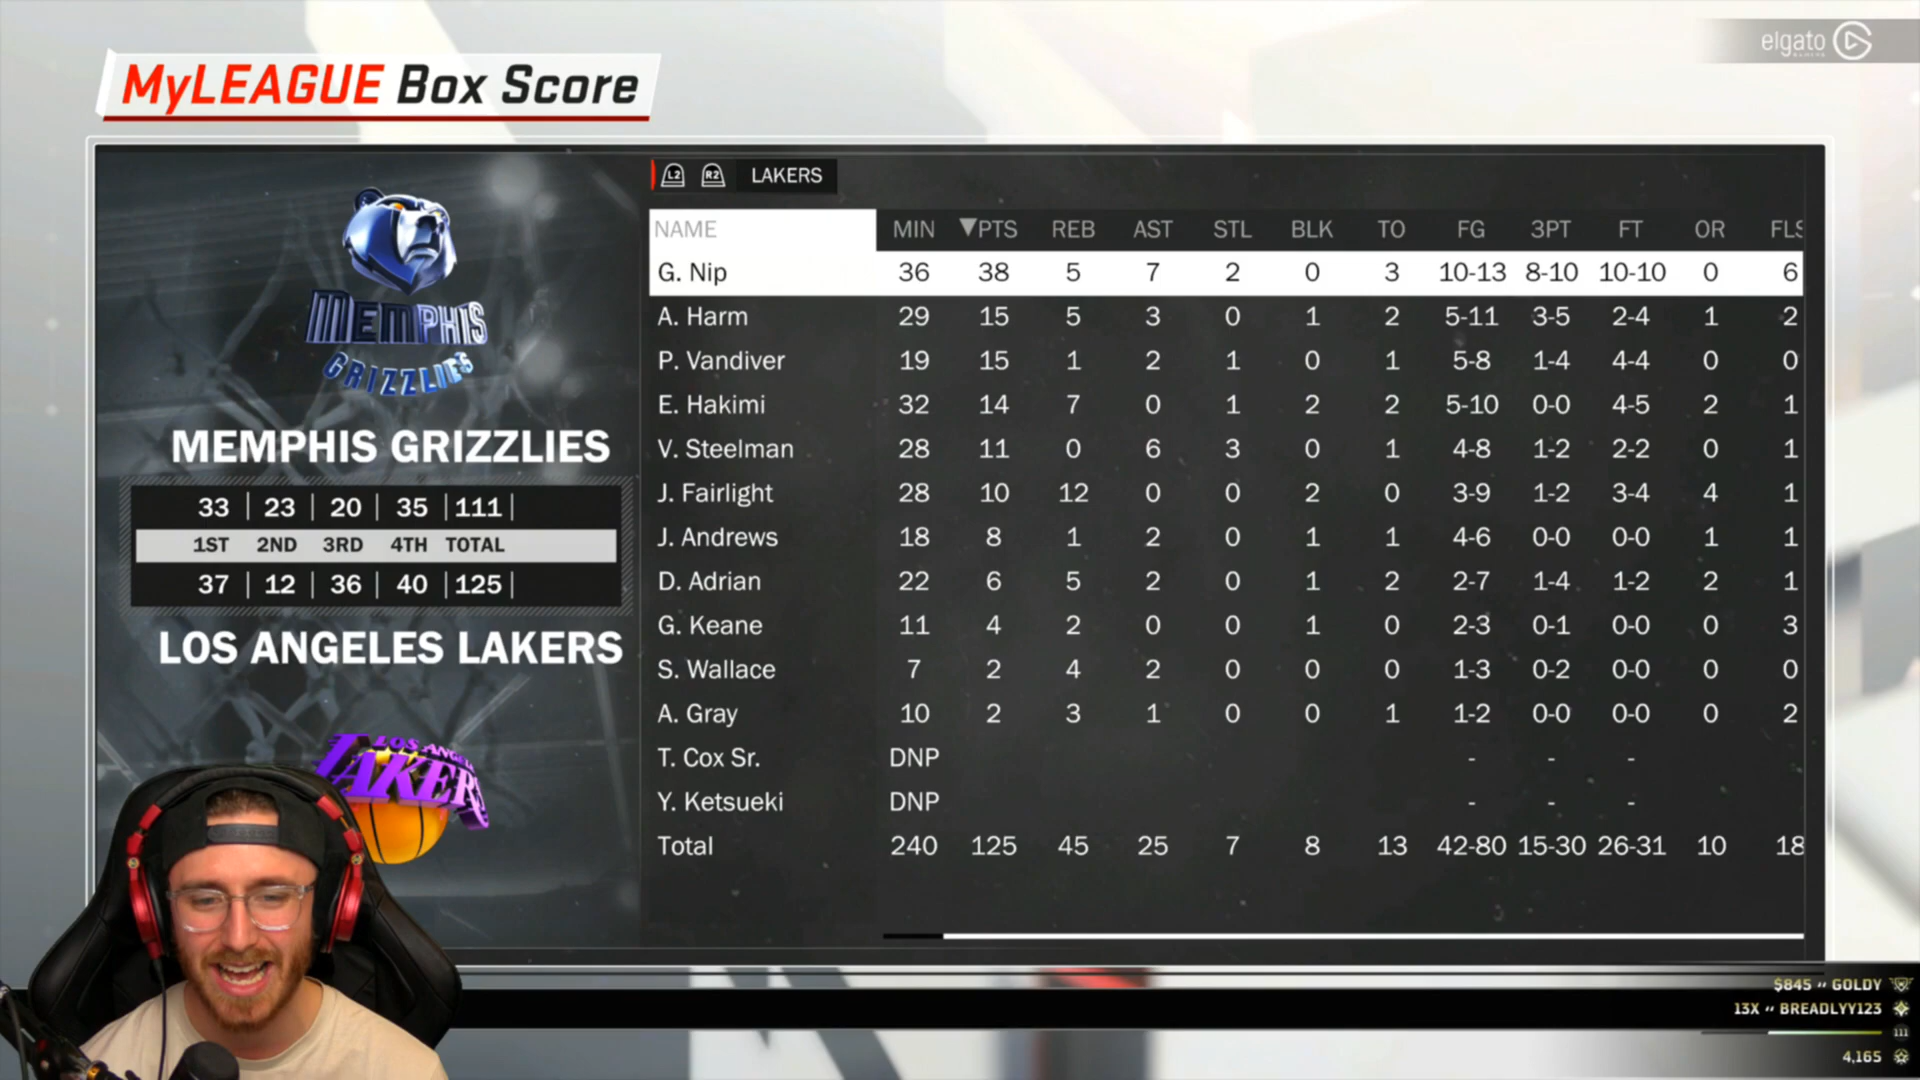 elgato
GAMING
MyLEAGUE Box Score
MEMPHIS
GRIZZLIES
MEMPHIS GRIZZLIES
33 | 23 | 20 | 35 | 111 |
1ST 2ND 3RD 4TH TOTAL
37 | 12 | 36 | 40 | 125 |
LOS ANGELES LAKERS
LOS ANGE
LAKERS
L2 R2 LAKERS
NAME MIN ▼PTS REB AST STL BLK TO FG 3PT FT OR FLS
G. Nip 36 38 5 7 2 0 3 10-13 8-10 10-10 0 6
A. Harm 29 15 5 3 0 1 2 5-11 3-5 2-4 1 2
P. Vandiver 19 15 1 2 1 0 1 5-8 1-4 4-4 0 0
E. Hakimi 32 14 7 0 1 2 2 5-10 0-0 4-5 2 1
V. Steelman 28 11 0 6 3 0 1 4-8 1-2 2-2 0 1
J. Fairlight 28 10 12 0 0 2 0 3-9 1-2 3-4 4 1
J. Andrews 18 8 1 2 0 1 1 4-6 0-0 0-0 1 1
D. Adrian 22 6 5 2 0 1 2 2-7 1-4 1-2 2 1
G. Keane 11 4 2 0 0 1 0 2-3 0-1 0-0 0 3
S. Wallace 7 2 4 2 0 0 0 1-3 0-2 0-0 0 0
A. Gray 10 2 3 1 0 0 1 1-2 0-0 0-0 0 2
T. Cox Sr. DNP - - -
Y. Ketsueki DNP - - -
Total 240 125 45 25 7 8 13 42-80 15-30 26-31 10 18
$845 // GOLDY
13X // BREADLYY123
111
4,165